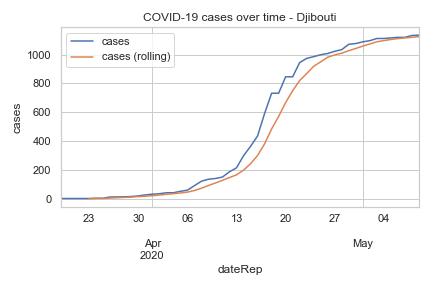 COVID-19 cases over time - Djibouti
cases
cases (rolling)
cases
1000
800
600
400
200
0
23 30 06 13 20 27 04
Apr May
2020
dateRep